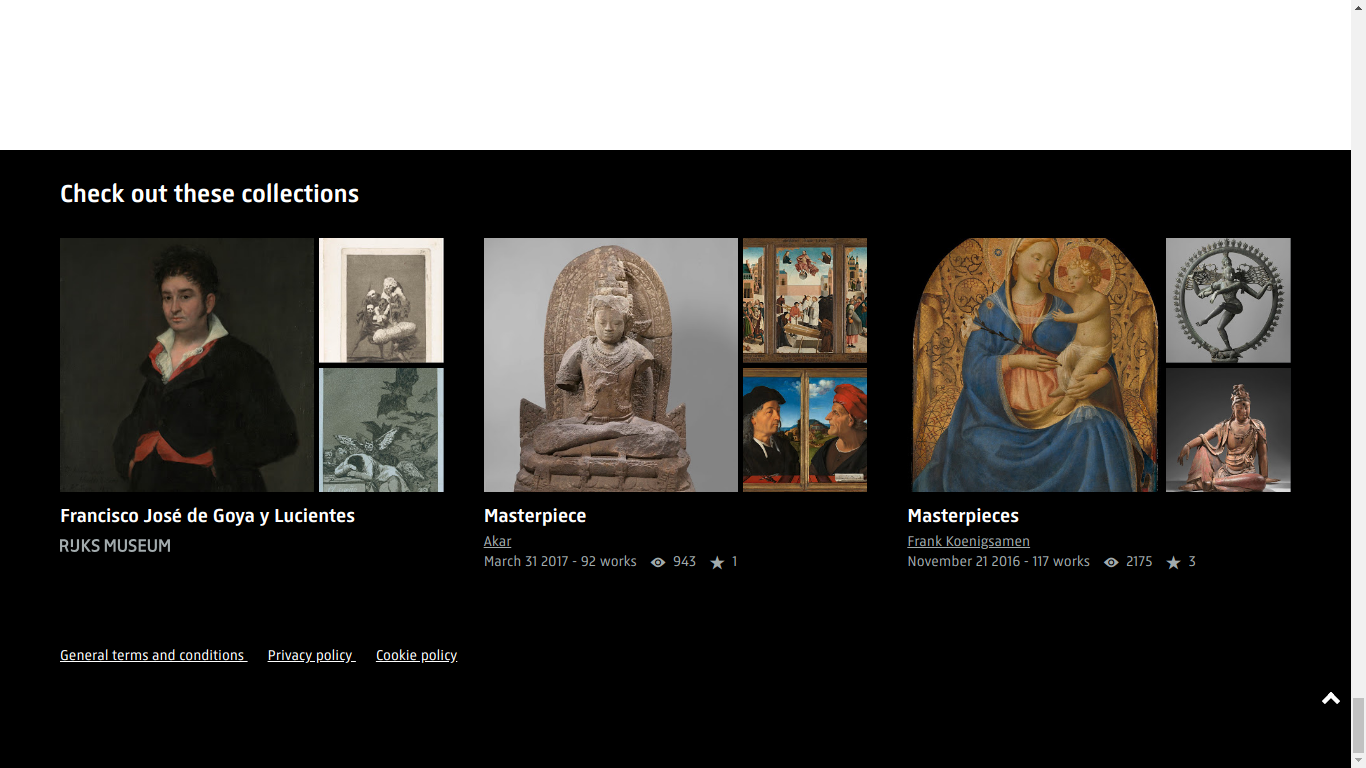 Check out these collections
Francisco José de Goya y Lucientes
RIJKS MUSEUM
Masterpiece
Akar
March 31 2017 - 92 works 943 1
Masterpieces
Frank Koenigsamen
November 21 2016 - 117 works 2175 3
General terms and conditions Privacy policy Cookie policy